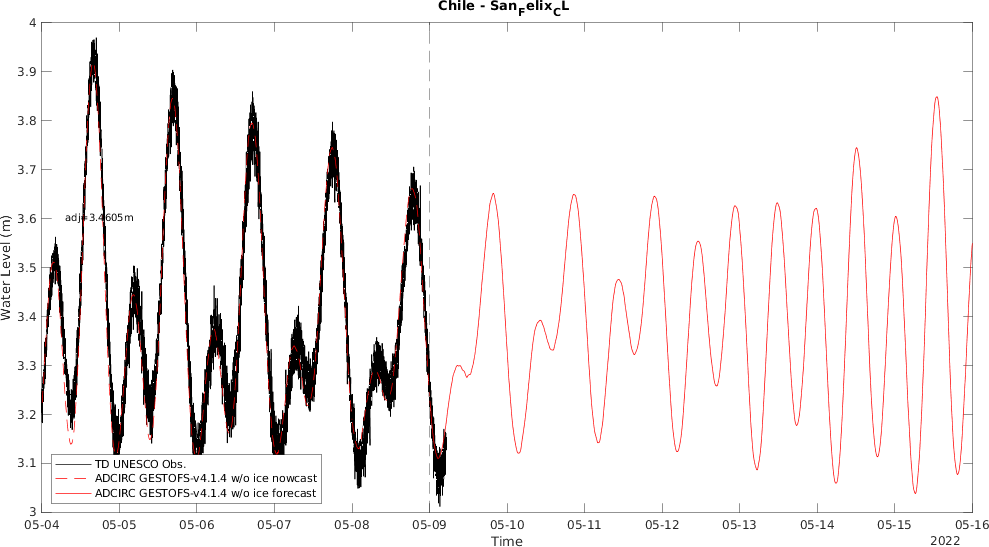 Chile - San_Felix_CL
4
3.9
3.8
3.7
3.6
3.5
3.4
3.3
3.2
3.1
3
Water Level (m)
adj=3.4605m
TD UNESCO Obs.
ADCIRC GESTOFS-v4.1.4 w/o ice nowcast
ADCIRC GESTOFS-v4.1.4 w/o ice forecast
05-04 05-05 05-06 05-07 05-08 05-09 05-10 05-11 05-12 05-13 05-14 05-15 05-16
Time
2022